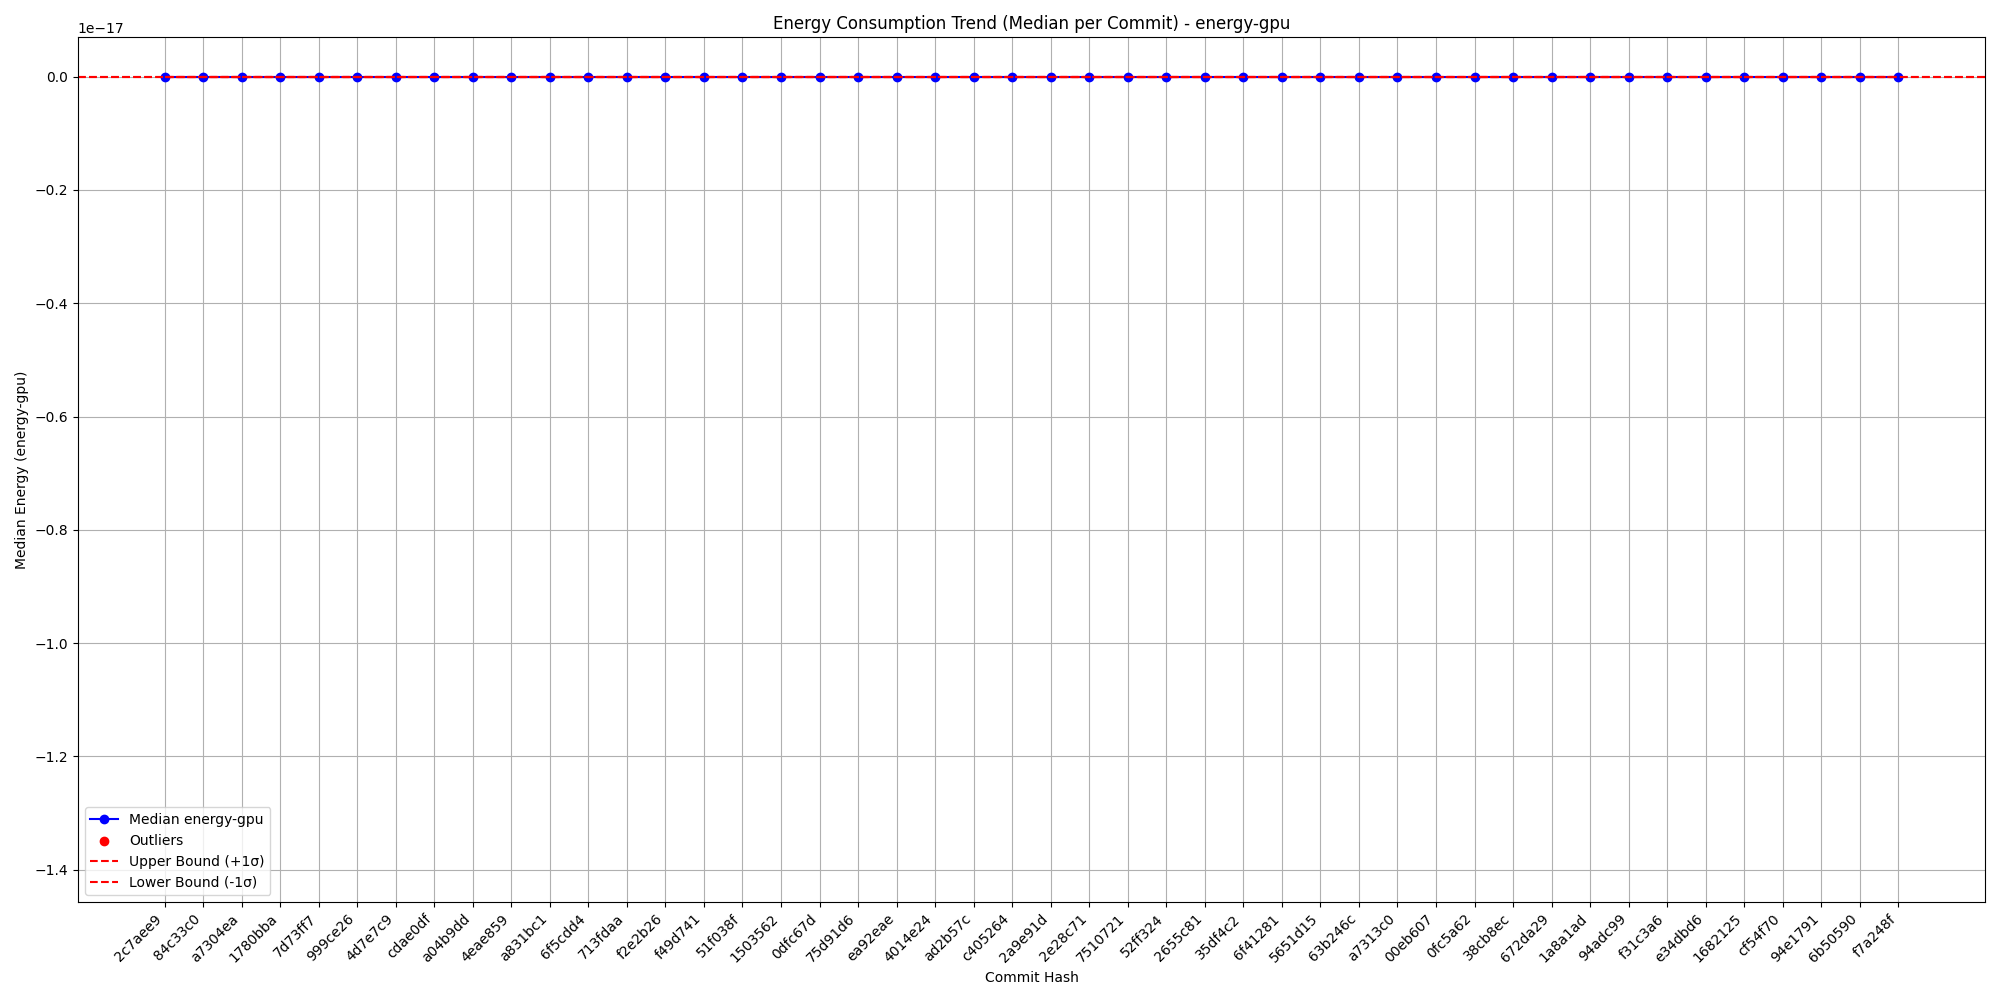 Energy Consumption Trend (Median per Commit) - energy-gpu
1e−17
0.0
−0.2
−0.4
−0.6
−0.8
−1.0
−1.2
−1.4
Median Energy (energy-gpu)
Median energy-gpu
Outliers
Upper Bound (+1σ)
Lower Bound (-1σ)
2c7aee9
84c33c0
a7304ea
1780bba
7d73ff7
999ce26
4d7e7c9
cdae0df
a04b9dd
4eae859
a831bc1
6f5cdd4
713fdaa
f2e2b26
f49d741
51f038f
1503562
0dfc67d
75d91d6
ea92eae
4014e24
ad2b57c
c405264
2a9e91d
2e28c71
7510721
52ff324
2655c81
35df4c2
6f41281
5651d15
63b246c
a7313c0
00eb607
0fc5a62
38cb8ec
672da29
1a8a1ad
94adc99
f31c3a6
e34dbd6
1682125
cf54f70
94e1791
6b50590
f7a248f
Commit Hash